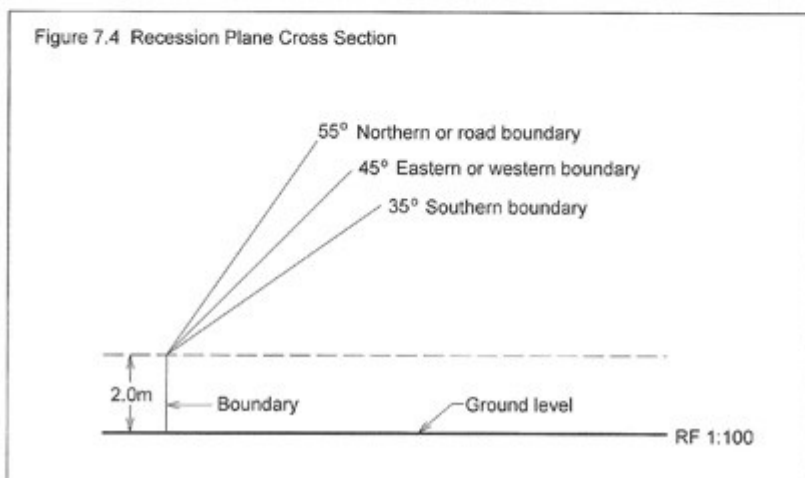 Figure 7.4 Recession Plane Cross Section
55° Northern or road boundary
45° Eastern or western boundary
35° Southern boundary
2.0m
Boundary
Ground level
RF 1:100